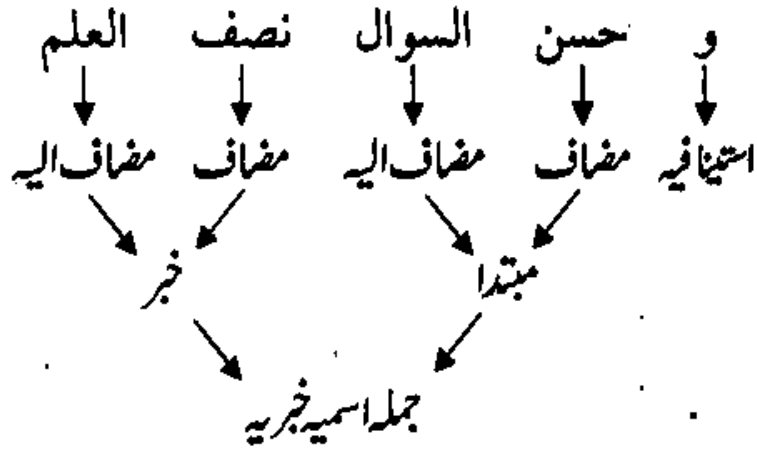 و حسن السوال نصف العلم
استینافیہ مضاف مضاف الیہ مضاف مضاف الیہ
مبتدا خبر
جملہ اسمیہ خبریہ